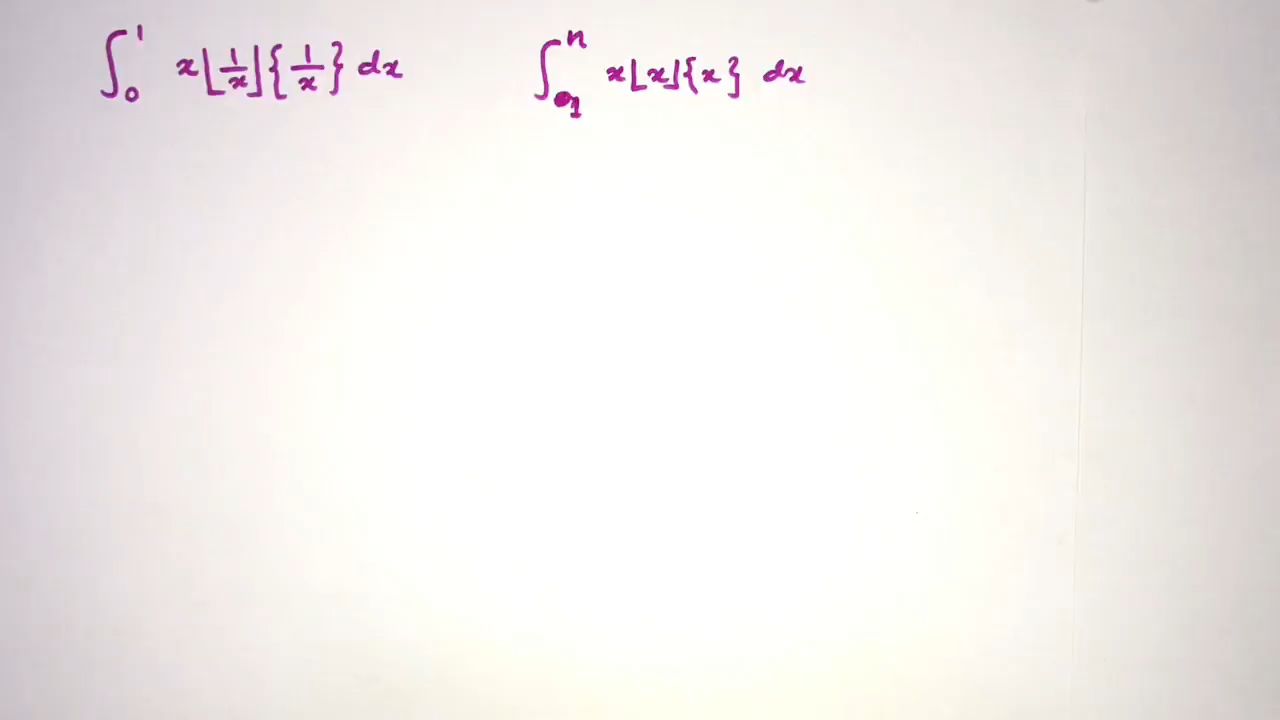 ∫₀¹ x⌊1/x⌋{1/x} dx    ∫₁ⁿ x⌊x⌋{x} dx